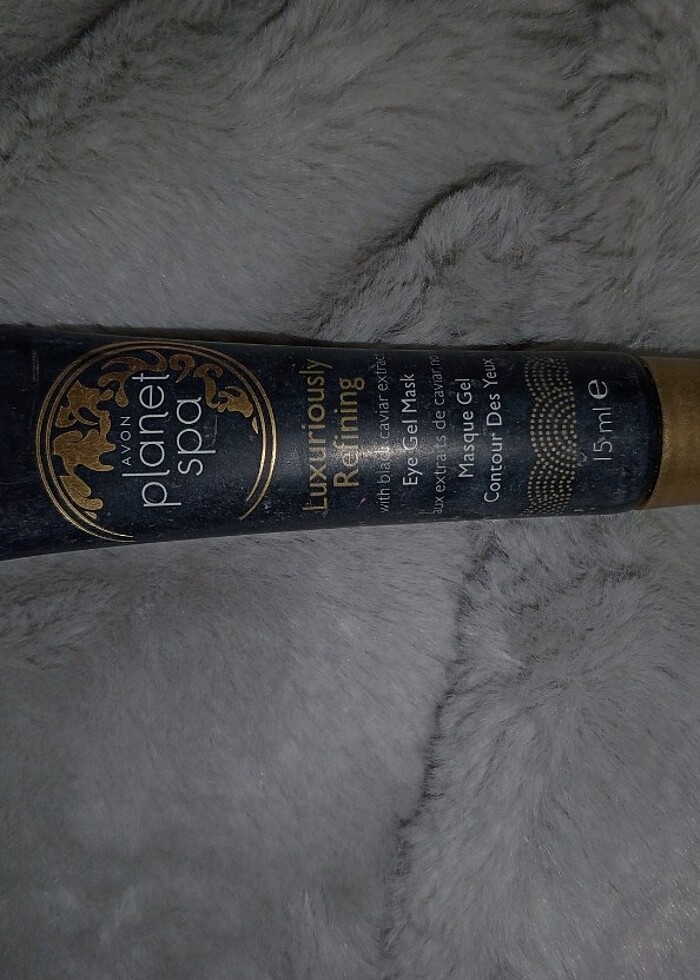 AVON
planet
spa
Luxuriously
Refining
with black caviar extract
Eye Gel Mask
aux extraits de caviar no
Masque Gel
Contour Des Yeux
15 ml e